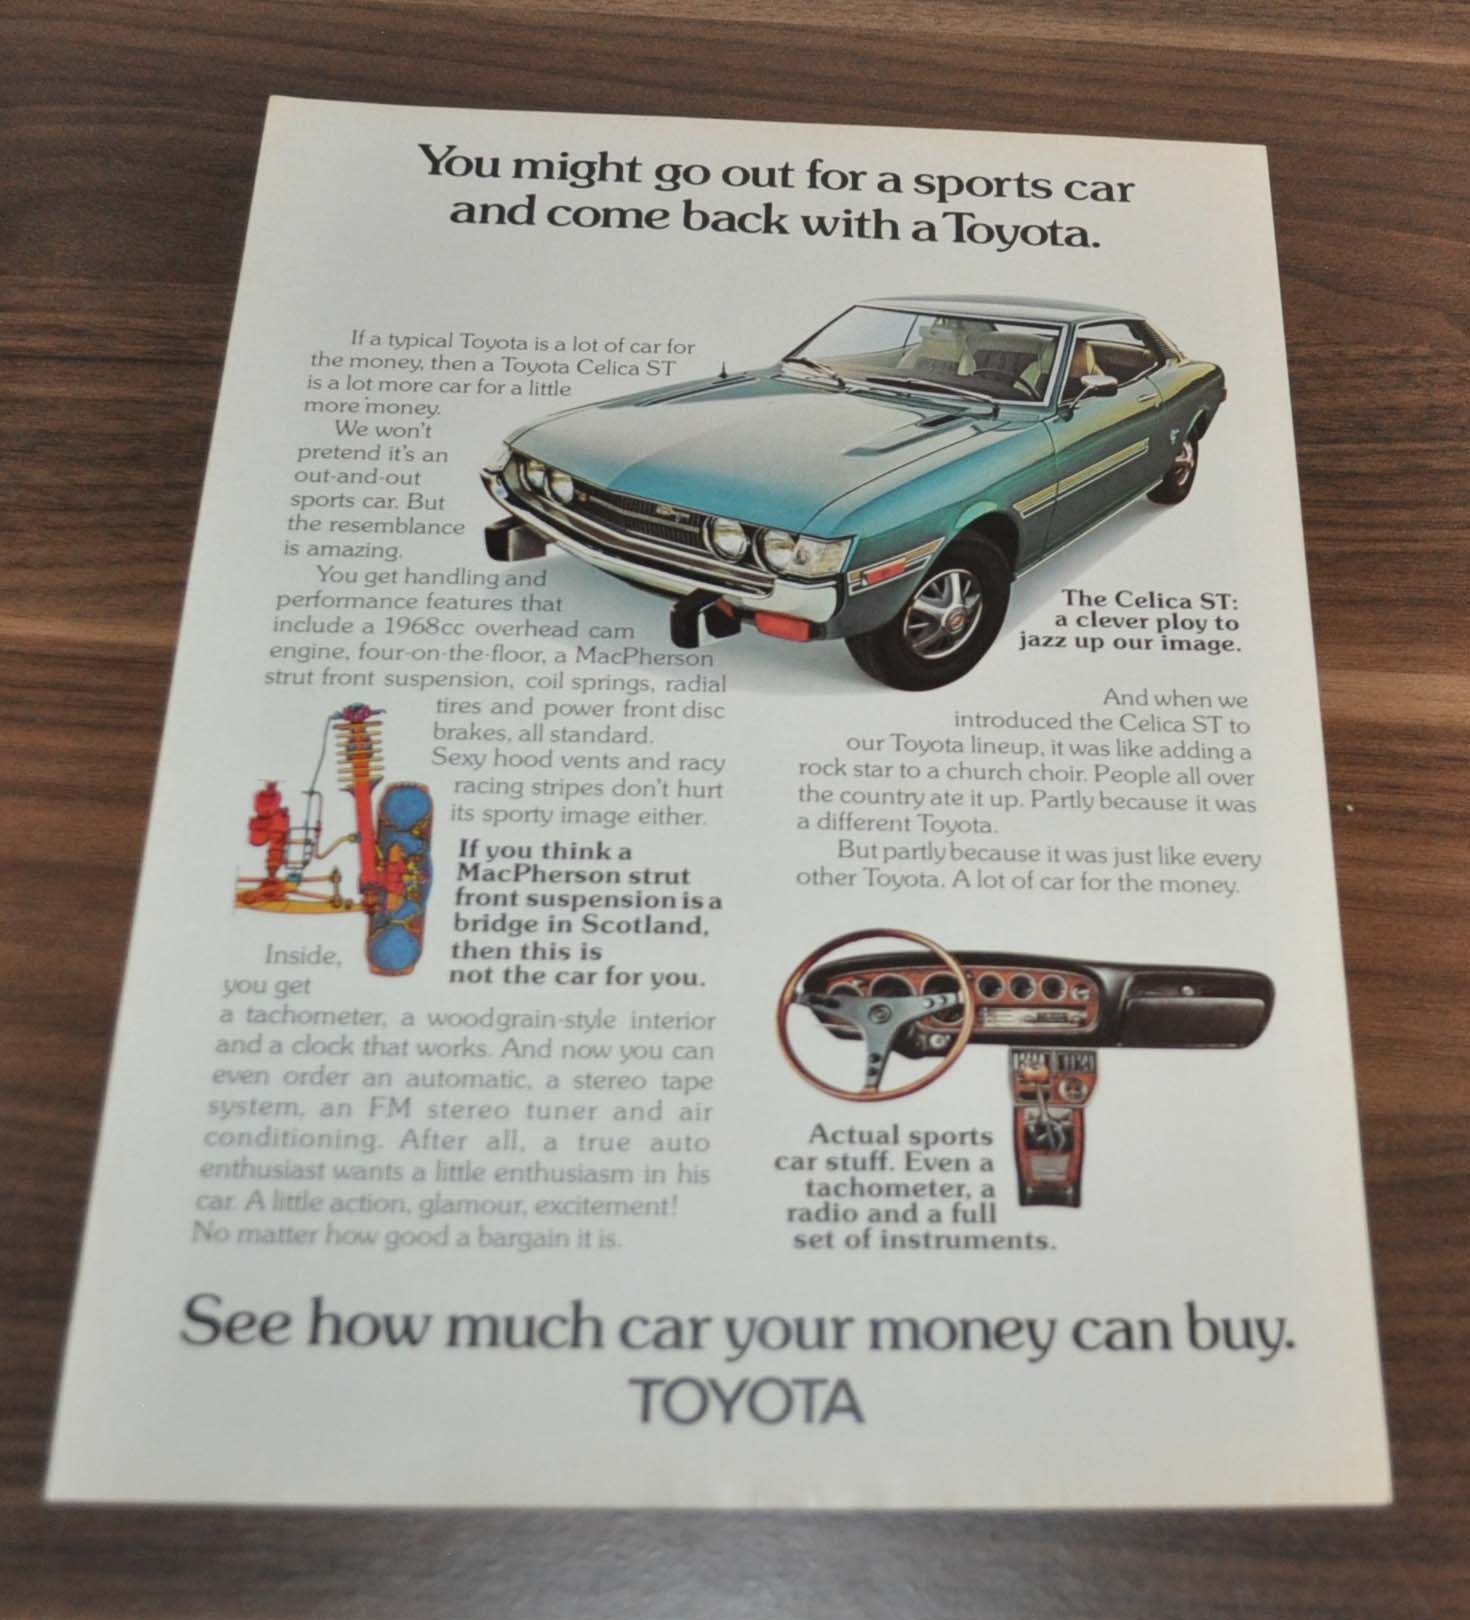 You might go out for a sports car
and come back with a Toyota.
If a typical Toyota is a lot of car for
the money, then a Toyota Celica ST
is a lot more car for a little
more money.
We won't
pretend it's an
out-and-out
sports car. But
the resemblance
is amazing.
You get handling and
performance features that
include a 1968cc overhead cam
engine, four-on-the-floor, a MacPherson
strut front suspension, coil springs, radial
tires and power front disc
brakes, all standard.
Sexy hood vents and racy
racing stripes don't hurt
its sporty image either.
If you think a
MacPherson strut
front suspension is a
bridge in Scotland,
then this is
not the car for you.
Inside,
you get
a tachometer, a woodgrain-style interior
and a clock that works. And now you can
even order an automatic, a stereo tape
system, an FM stereo tuner and air
conditioning. After all, a true auto
enthusiast wants a little enthusiasm in his
car. A little action, glamour, excitement!
No matter how good a bargain it is.
The Celica ST:
a clever ploy to
jazz up our image.
And when we
introduced the Celica ST to
our Toyota lineup, it was like adding a
rock star to a church choir. People all over
the country ate it up. Partly because it was
a different Toyota.
But partly because it was just like every
other Toyota. A lot of car for the money.
Actual sports
car stuff. Even a
tachometer, a
radio and a full
set of instruments.
See how much car your money can buy.
TOYOTA